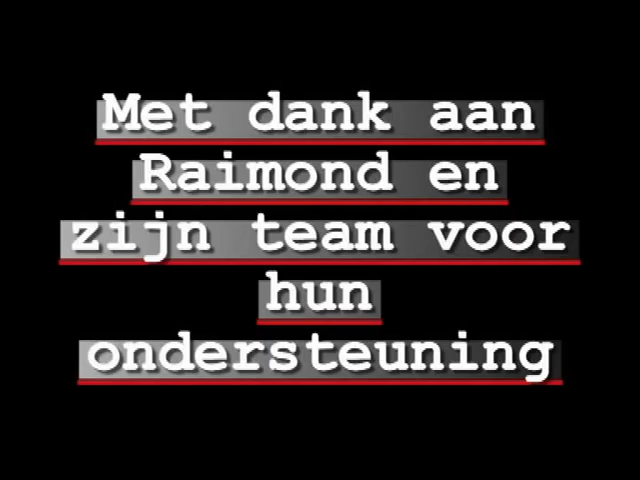 Met dank aan
Raimond en
zijn team voor
hun
ondersteuning